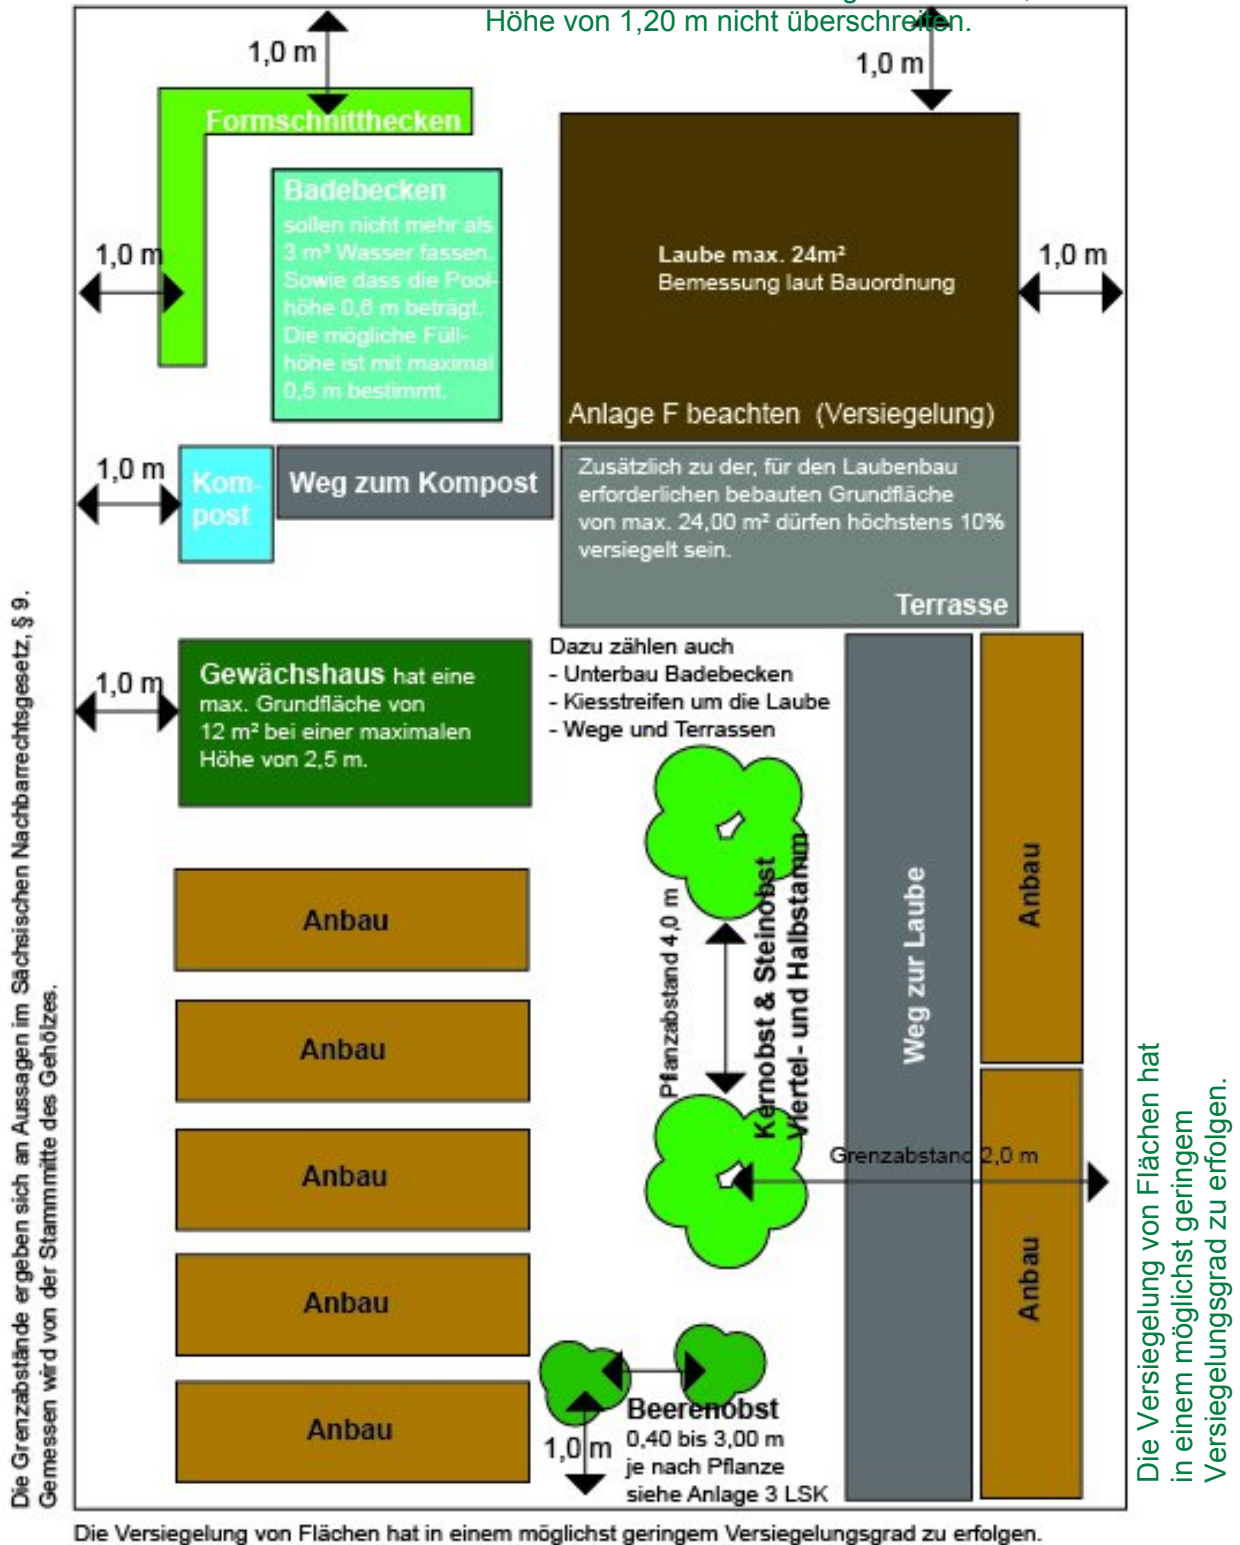 Höhe von 1,20 m nicht überschreiten.
1,0 m
1,0 m
Formschnitthecken
Badebecken
sollen nicht mehr als
3 m³ Wasser fassen.
Sowie dass die Pool-
höhe 0,6 m beträgt.
Die mögliche Füll-
höhe ist mit maximal
0,5 m bestimmt.
1,0 m
Laube max. 24m²
Bemessung laut Bauordnung
1,0 m
Anlage F beachten (Versiegelung)
1,0 m
Kom-
post
Weg zum Kompost
Zusätzlich zu der, für den Laubenbau
erforderlichen bebauten Grundfläche
von max. 24,00 m² dürfen höchstens 10%
versiegelt sein.
Terrasse
1,0 m
Gewächshaus hat eine
max. Grundfläche von
12 m² bei einer maximalen
Höhe von 2,5 m.
Dazu zählen auch
- Unterbau Badebecken
- Kiesstreifen um die Laube
- Wege und Terrassen
Anbau
Anbau
Anbau
Anbau
Anbau
Pflanzabstand 4,0 m
Kernobst & Steinobst
Viertel- und Halbstamm
Weg zur Laube
Anbau
Anbau
Grenzabstand 2,0 m
Beerenobst
0,40 bis 3,00 m
je nach Pflanze
siehe Anlage 3 LSK
1,0 m
Die Grenzabstände ergeben sich an Aussagen im Sächsischen Nachbarrechtsgesetz, § 9.
Gemessen wird von der Stammmitte des Gehölzes.
Die Versiegelung von Flächen hat
in einem möglichst geringem
Versiegelungsgrad zu erfolgen.
Die Versiegelung von Flächen hat in einem möglichst geringem Versiegelungsgrad zu erfolgen.